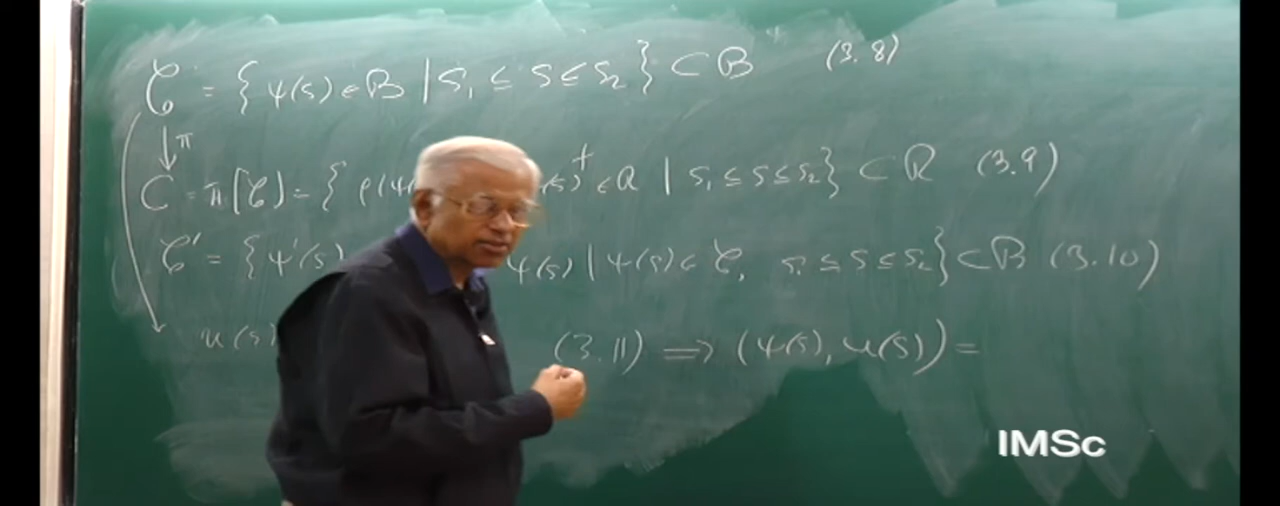 𝒞 = { ψ(s) ∈ B | s₁ ≤ s ≤ s₂ } ⊂ B (3.8)
↓ π
C = π[𝒞] = { ρ(ψ (s)† ∈ R | s₁ ≤ s ≤ s₂ } ⊂ R (3.9)
𝒞' = { ψ'(s) ψ(s) | ψ(s) ∈ 𝒞, s₁ ≤ s ≤ s₂ } ⊂ B (3.10)
u(s) (3.11) ⟹ (ψ(s), u(s)) =
IMSc